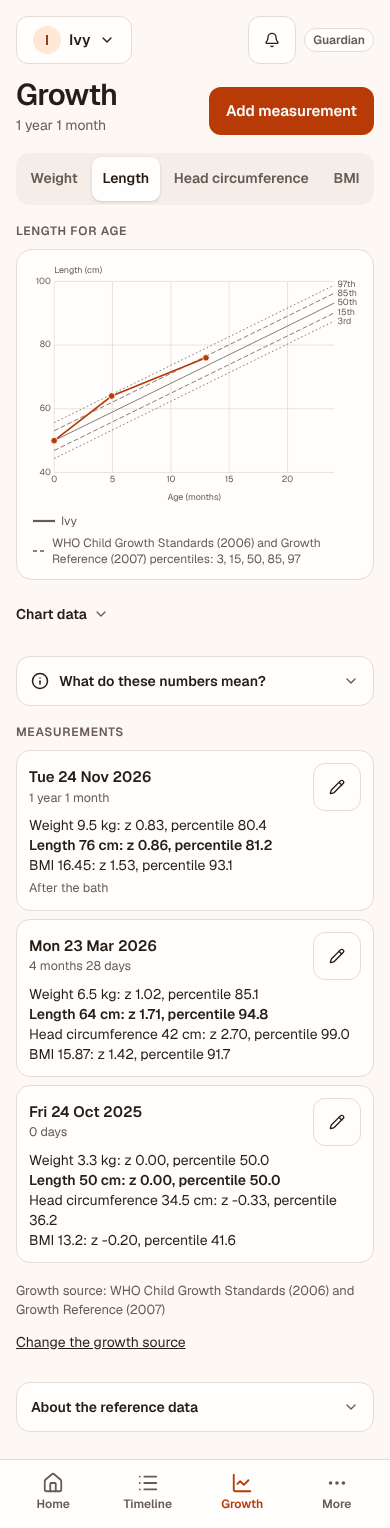 I Ivy
Guardian
Growth
1 year 1 month
Add measurement
Weight Length Head circumference BMI
LENGTH FOR AGE
Length (cm)
100
80
60
40
97th
85th
50th
15th
3rd
0 5 10 15 20
Age (months)
Ivy
WHO Child Growth Standards (2006) and Growth
Reference (2007) percentiles: 3, 15, 50, 85, 97
Chart data
What do these numbers mean?
MEASUREMENTS
Tue 24 Nov 2026
1 year 1 month
Weight 9.5 kg: z 0.83, percentile 80.4
Length 76 cm: z 0.86, percentile 81.2
BMI 16.45: z 1.53, percentile 93.1
After the bath
Mon 23 Mar 2026
4 months 28 days
Weight 6.5 kg: z 1.02, percentile 85.1
Length 64 cm: z 1.71, percentile 94.8
Head circumference 42 cm: z 2.70, percentile 99.0
BMI 15.87: z 1.42, percentile 91.7
Fri 24 Oct 2025
0 days
Weight 3.3 kg: z 0.00, percentile 50.0
Length 50 cm: z 0.00, percentile 50.0
Head circumference 34.5 cm: z -0.33, percentile
36.2
BMI 13.2: z -0.20, percentile 41.6
Growth source: WHO Child Growth Standards (2006) and
Growth Reference (2007)
Change the growth source
About the reference data
Home Timeline Growth More